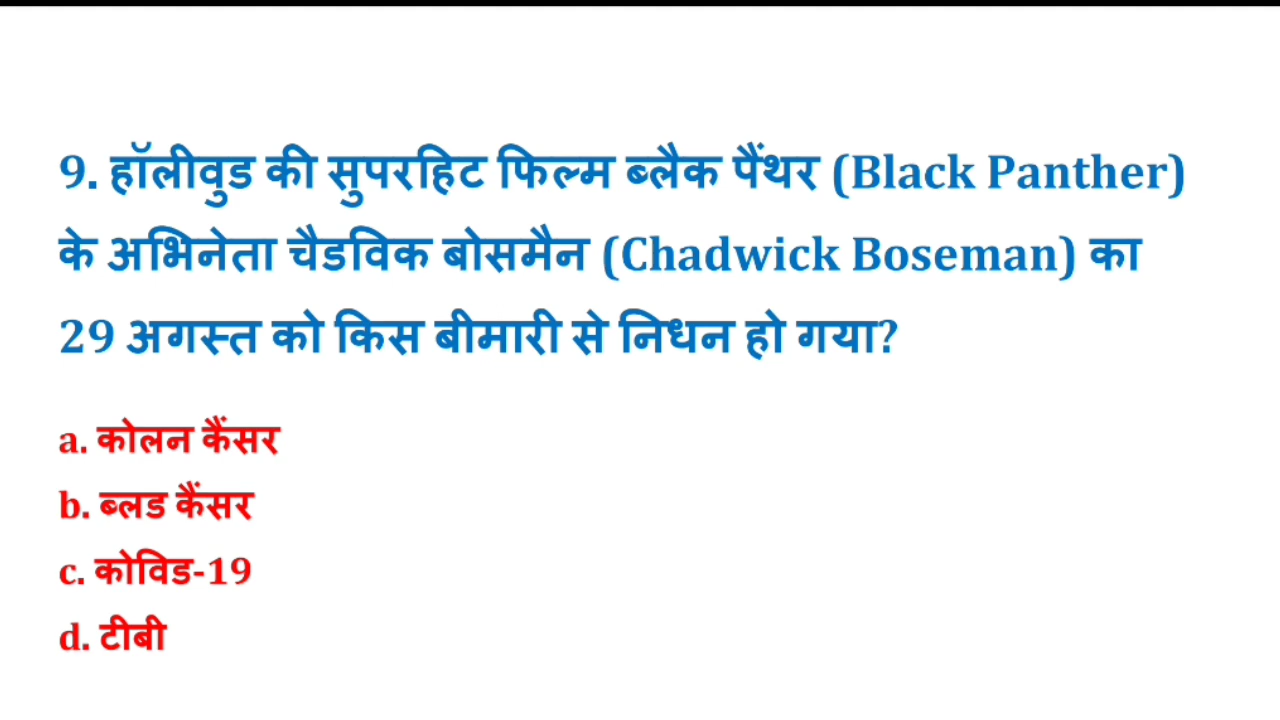 9. हॉलीवुड की सुपरहिट फिल्म ब्लैक पैंथर (Black Panther)
के अभिनेता चैडविक बोसमैन (Chadwick Boseman) का
29 अगस्त को किस बीमारी से निधन हो गया?
a. कोलन कैंसर
b. ब्लड कैंसर
c. कोविड-19
d. टीबी